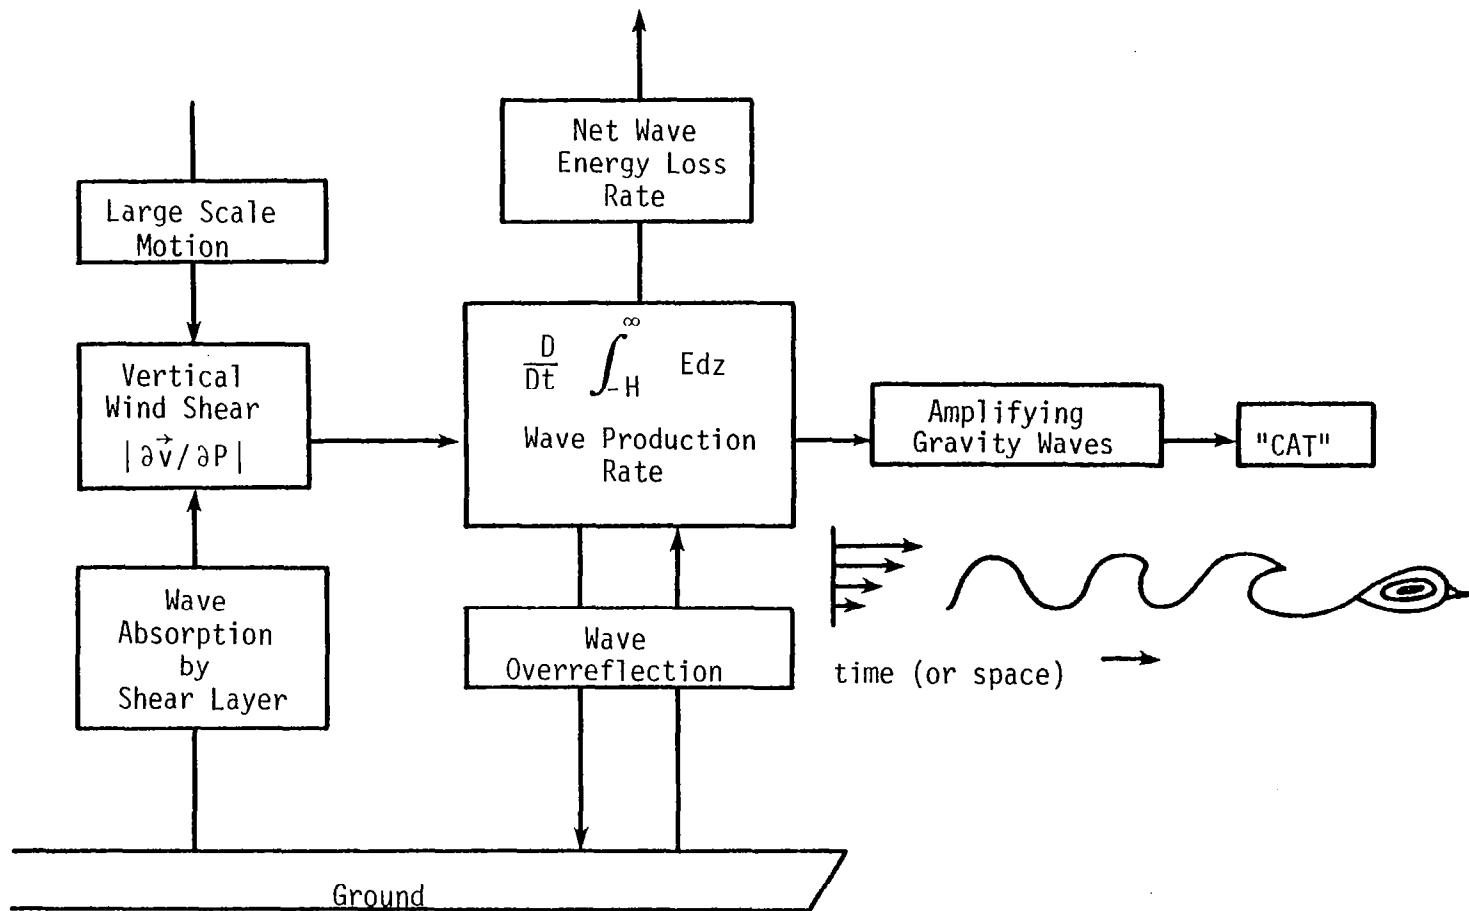 Net Wave
Energy Loss
Rate
Large Scale
Motion
Vertical
Wind Shear
|∂v⃗/∂P|
D/Dt ∫_{-H}^{∞} Edz
Wave Production
Rate
Amplifying
Gravity Waves
"CAT"
Wave
Absorption
by
Shear Layer
Wave
Overreflection
time (or space)
Ground